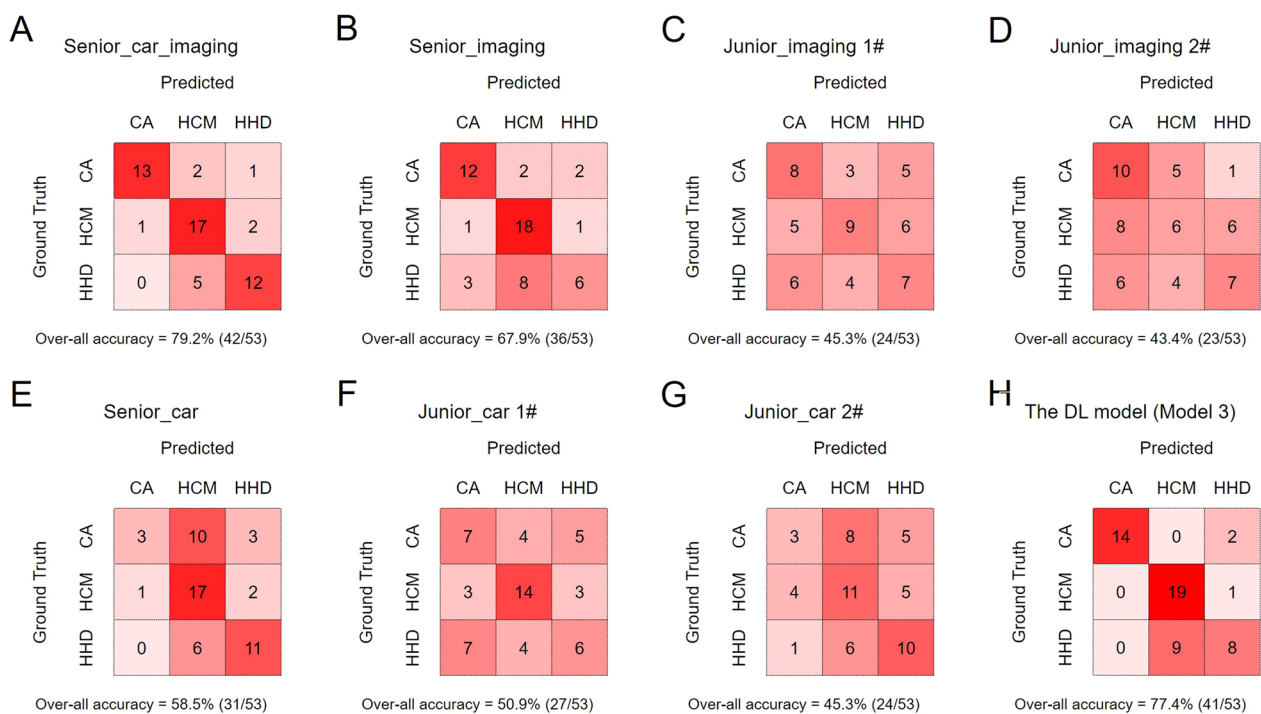 A
Senior_car_imaging
Predicted
CA HCM HHD
Ground Truth
CA 13 2 1
HCM 1 17 2
HHD 0 5 12
Over-all accuracy = 79.2% (42/53)
B
Senior_imaging
Predicted
CA HCM HHD
Ground Truth
CA 12 2 2
HCM 1 18 1
HHD 3 8 6
Over-all accuracy = 67.9% (36/53)
C
Junior_imaging 1#
Predicted
CA HCM HHD
Ground Truth
CA 8 3 5
HCM 5 9 6
HHD 6 4 7
Over-all accuracy = 45.3% (24/53)
D
Junior_imaging 2#
Predicted
CA HCM HHD
Ground Truth
CA 10 5 1
HCM 8 6 6
HHD 6 4 7
Over-all accuracy = 43.4% (23/53)
E
Senior_car
Predicted
CA HCM HHD
Ground Truth
CA 3 10 3
HCM 1 17 2
HHD 0 6 11
Over-all accuracy = 58.5% (31/53)
F
Junior_car 1#
Predicted
CA HCM HHD
Ground Truth
CA 7 4 5
HCM 3 14 3
HHD 7 4 6
Over-all accuracy = 50.9% (27/53)
G
Junior_car 2#
Predicted
CA HCM HHD
Ground Truth
CA 3 8 5
HCM 4 11 5
HHD 1 6 10
Over-all accuracy = 45.3% (24/53)
H
The DL model (Model 3)
Predicted
CA HCM HHD
Ground Truth
CA 14 0 2
HCM 0 19 1
HHD 0 9 8
Over-all accuracy = 77.4% (41/53)